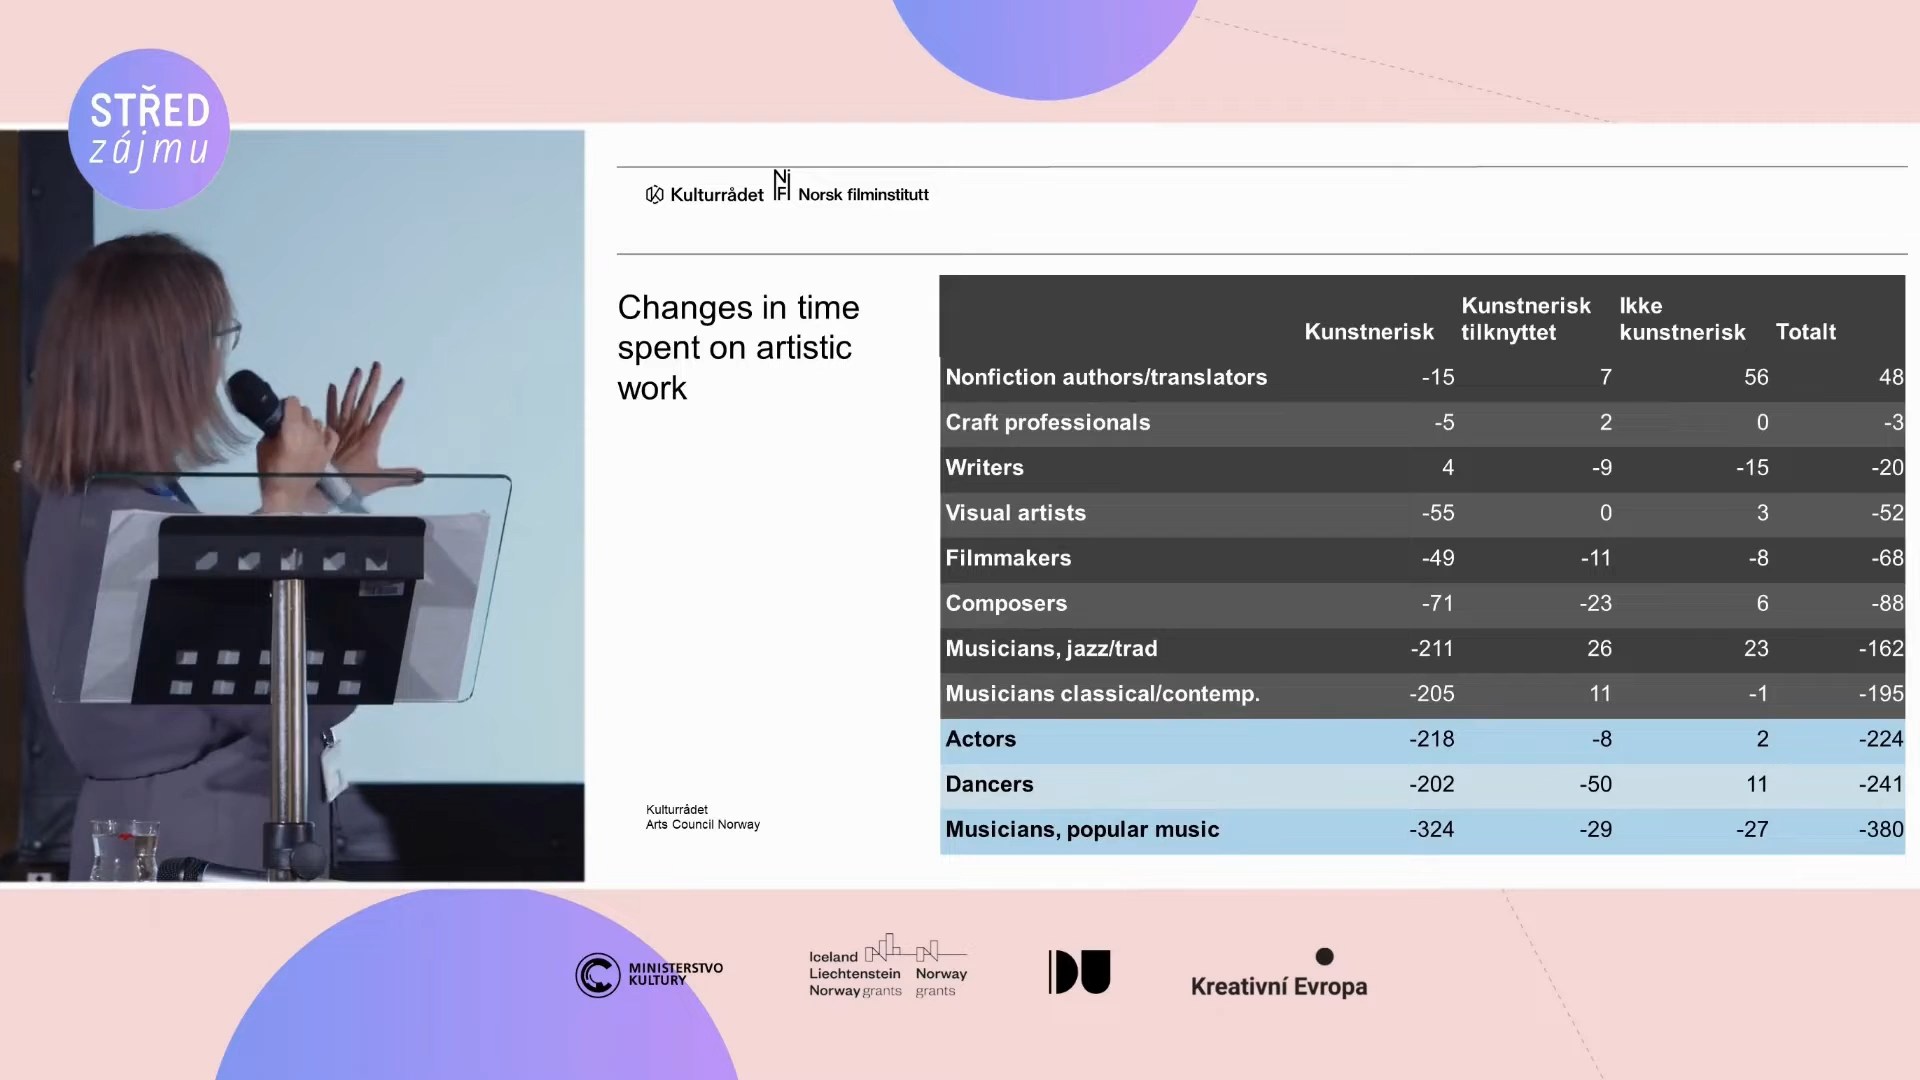 STŘED
zájmu
Kulturrådet NiFI Norsk filminstitutt
Changes in time
spent on artistic
work
Kunstnerisk Kunstnerisk tilknyttet Ikke kunstnerisk Totalt
Nonfiction authors/translators -15 7 56 48
Craft professionals -5 2 0 -3
Writers 4 -9 -15 -20
Visual artists -55 0 3 -52
Filmmakers -49 -11 -8 -68
Composers -71 -23 6 -88
Musicians, jazz/trad -211 26 23 -162
Musicians classical/contemp. -205 11 -1 -195
Actors -218 -8 2 -224
Dancers -202 -50 11 -241
Musicians, popular music -324 -29 -27 -380
Kulturrådet
Arts Council Norway
MINISTERSTVO
KULTURY
Iceland
Liechtenstein
Norway grants
Norway
grants
DU
Kreativní Evropa